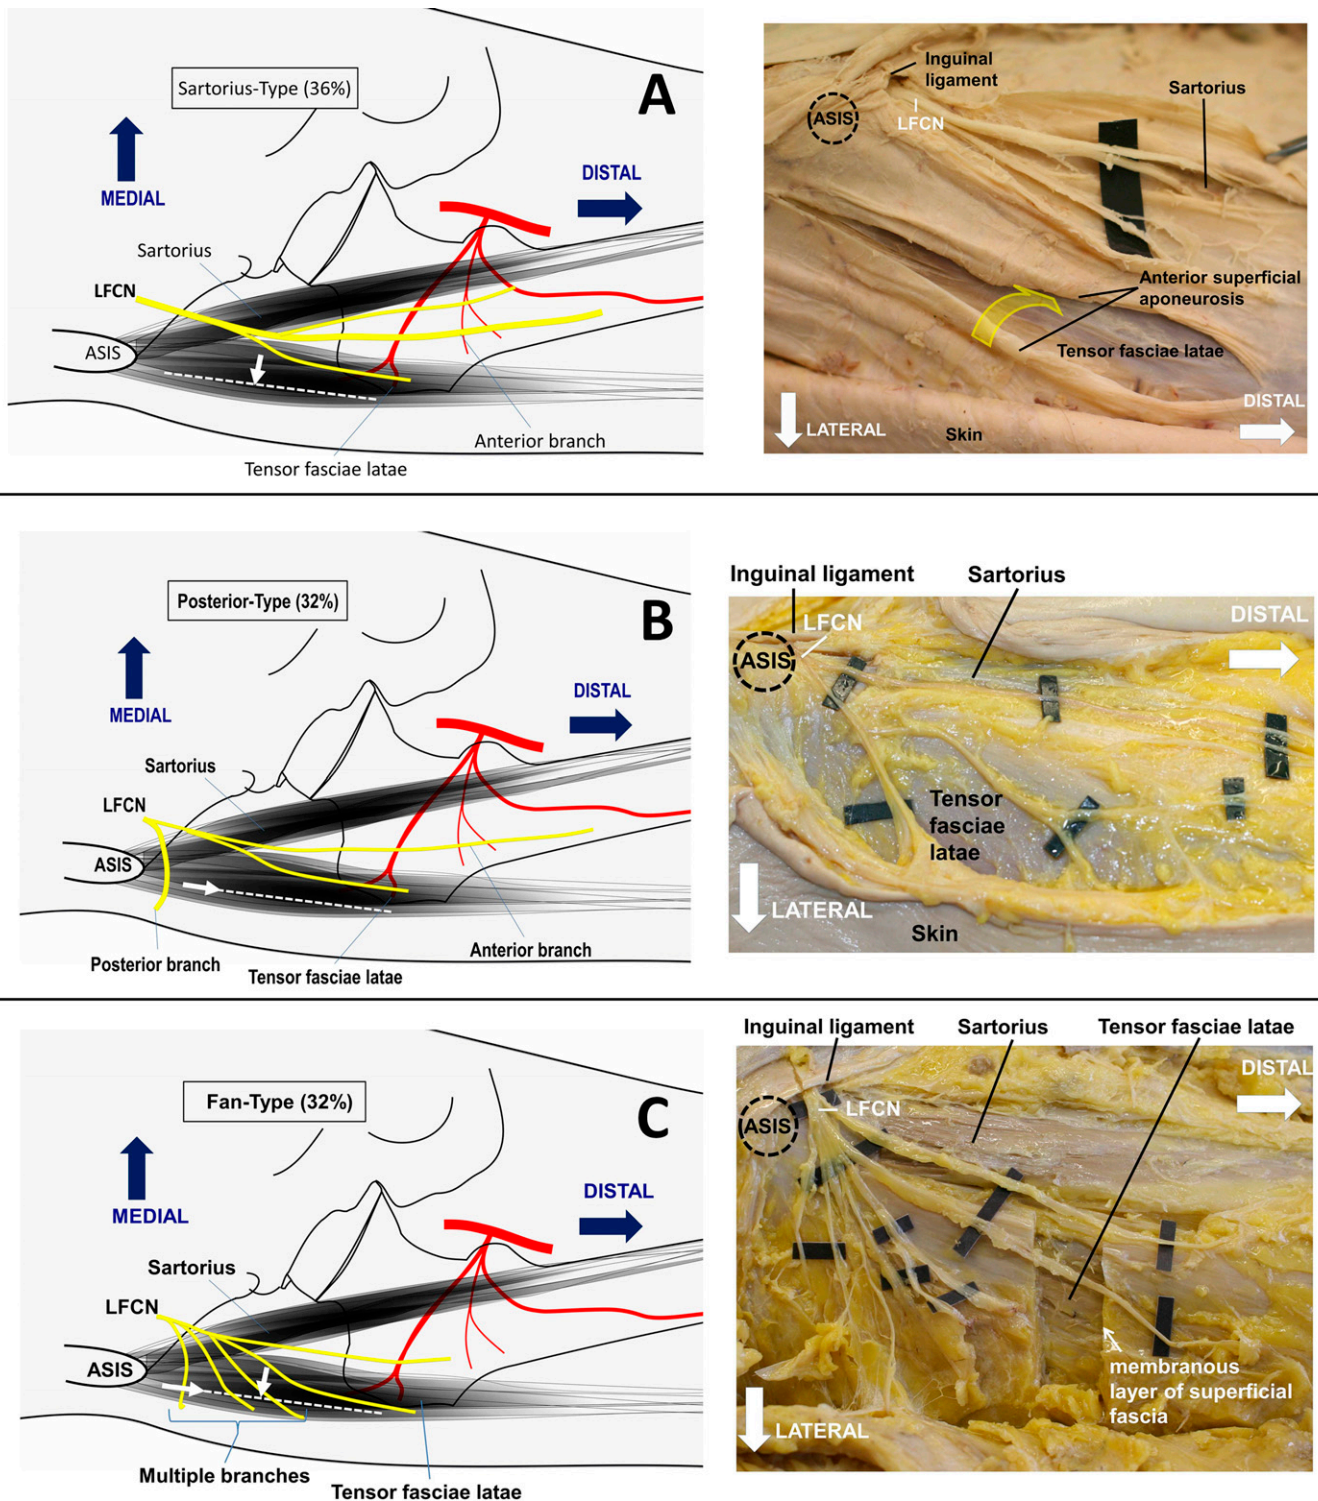 Sartorius-Type (36%)
A
MEDIAL
DISTAL
Sartorius
LFCN
ASIS
Anterior branch
Tensor fasciae latae
Inguinal
ligament
Sartorius
ASIS
LFCN
Anterior superficial
aponeurosis
Tensor fasciae latae
DISTAL
LATERAL
Skin
Posterior-Type (32%)
B
MEDIAL
DISTAL
Sartorius
LFCN
ASIS
Anterior branch
Posterior branch
Tensor fasciae latae
Inguinal ligament
Sartorius
LFCN
DISTAL
ASIS
Tensor
fasciae
latae
LATERAL
Skin
Fan-Type (32%)
C
MEDIAL
DISTAL
Sartorius
LFCN
ASIS
Multiple branches
Tensor fasciae latae
Inguinal ligament
Sartorius
Tensor fasciae latae
DISTAL
LFCN
ASIS
membranous
layer of superficial
fascia
LATERAL